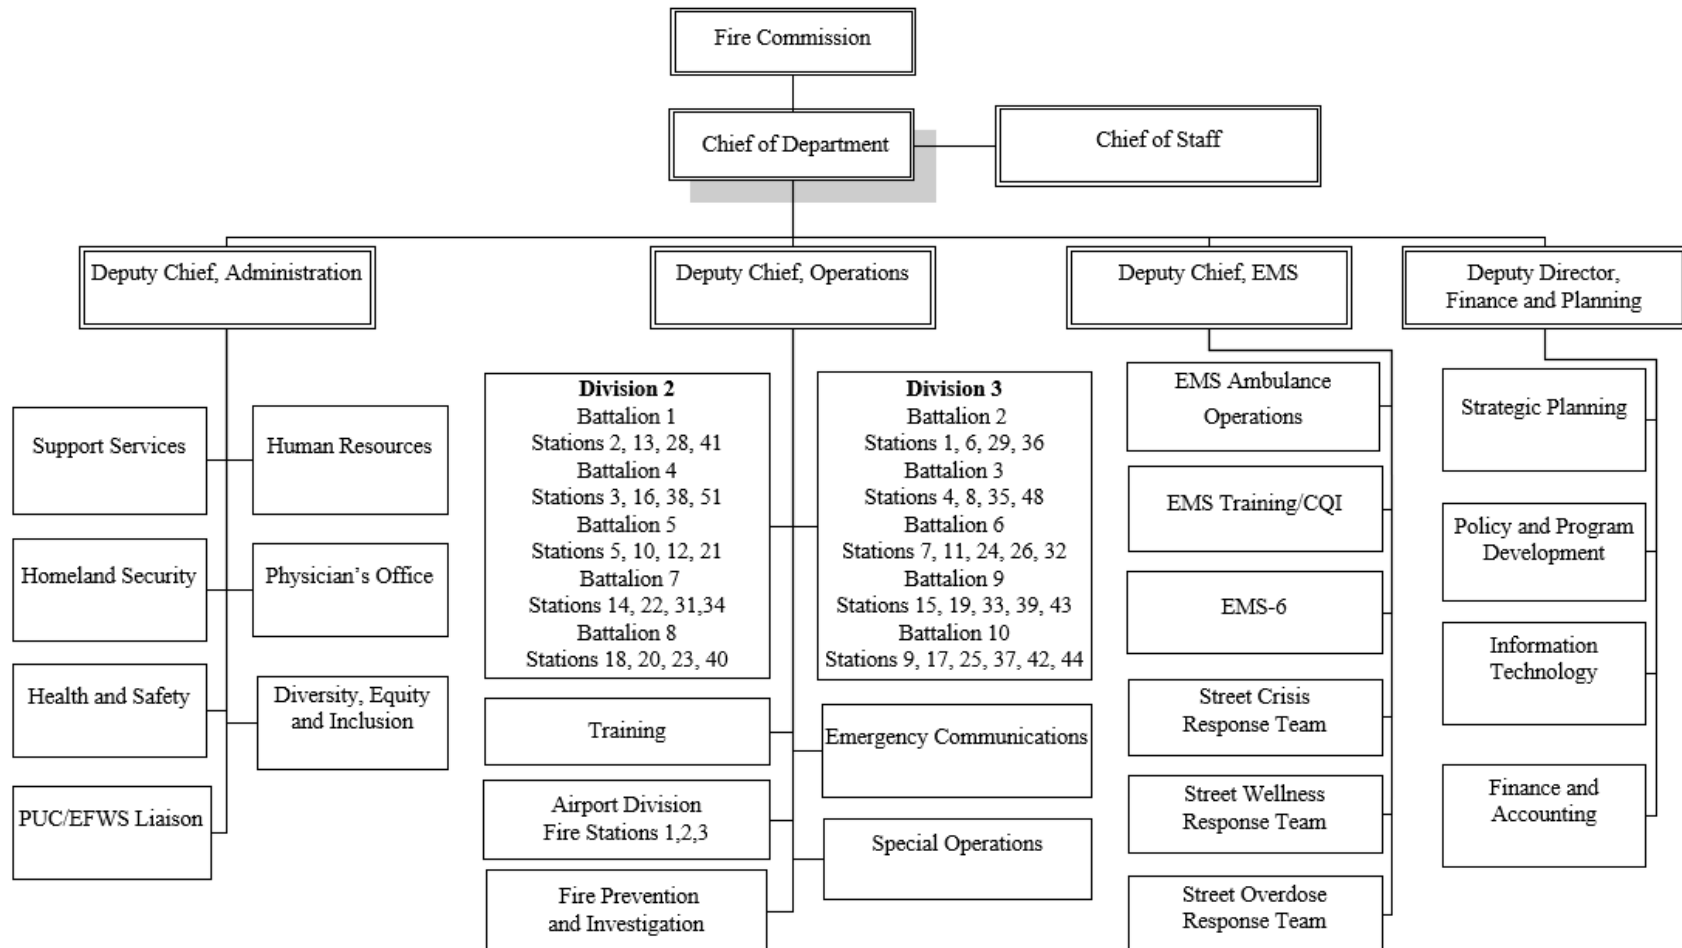 Fire Commission
Chief of Department
Chief of Staff
Deputy Chief, Administration
Deputy Chief, Operations
Deputy Chief, EMS
Deputy Director,
Finance and Planning
Support Services
Human Resources
Homeland Security
Physician's Office
Health and Safety
Diversity, Equity
and Inclusion
PUC/EFWS Liaison
Division 2
Battalion 1
Stations 2, 13, 28, 41
Battalion 4
Stations 3, 16, 38, 51
Battalion 5
Stations 5, 10, 12, 21
Battalion 7
Stations 14, 22, 31,34
Battalion 8
Stations 18, 20, 23, 40
Division 3
Battalion 2
Stations 1, 6, 29, 36
Battalion 3
Stations 4, 8, 35, 48
Battalion 6
Stations 7, 11, 24, 26, 32
Battalion 9
Stations 15, 19, 33, 39, 43
Battalion 10
Stations 9, 17, 25, 37, 42, 44
Training
Emergency Communications
Airport Division
Fire Stations 1,2,3
Special Operations
Fire Prevention
and Investigation
EMS Ambulance
Operations
EMS Training/CQI
EMS-6
Street Crisis
Response Team
Street Wellness
Response Team
Street Overdose
Response Team
Strategic Planning
Policy and Program
Development
Information
Technology
Finance and
Accounting